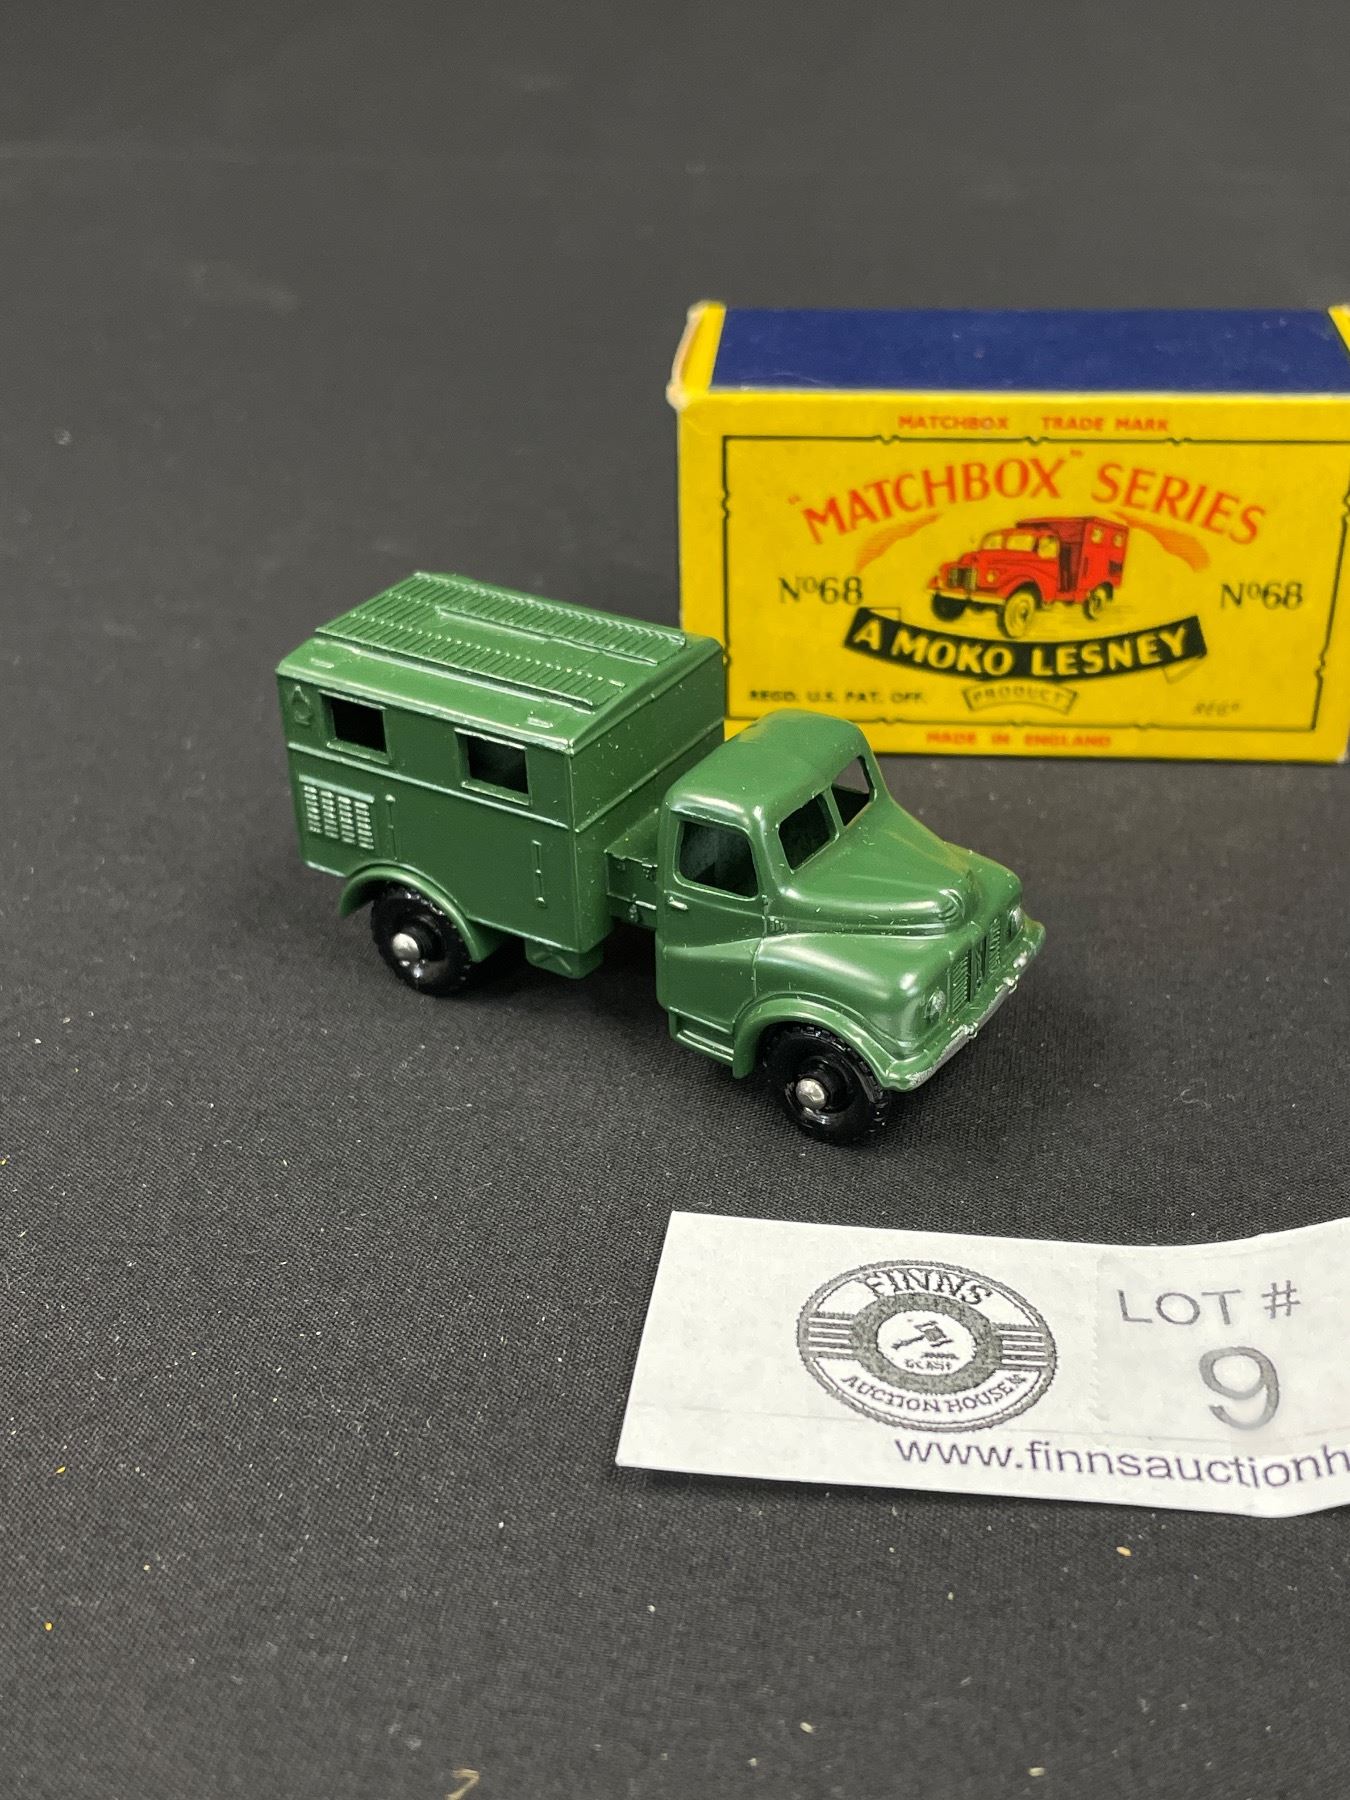 MATCHBOX TRADE MARK
"MATCHBOX" SERIES
Nº68 Nº68
A MOKO LESNEY
REGD. U.S. PAT. OFF. PRODUCT
MADE IN ENGLAND
FINNS
AUCTION HOUSE
LOT #
9
www.finnsauctionh